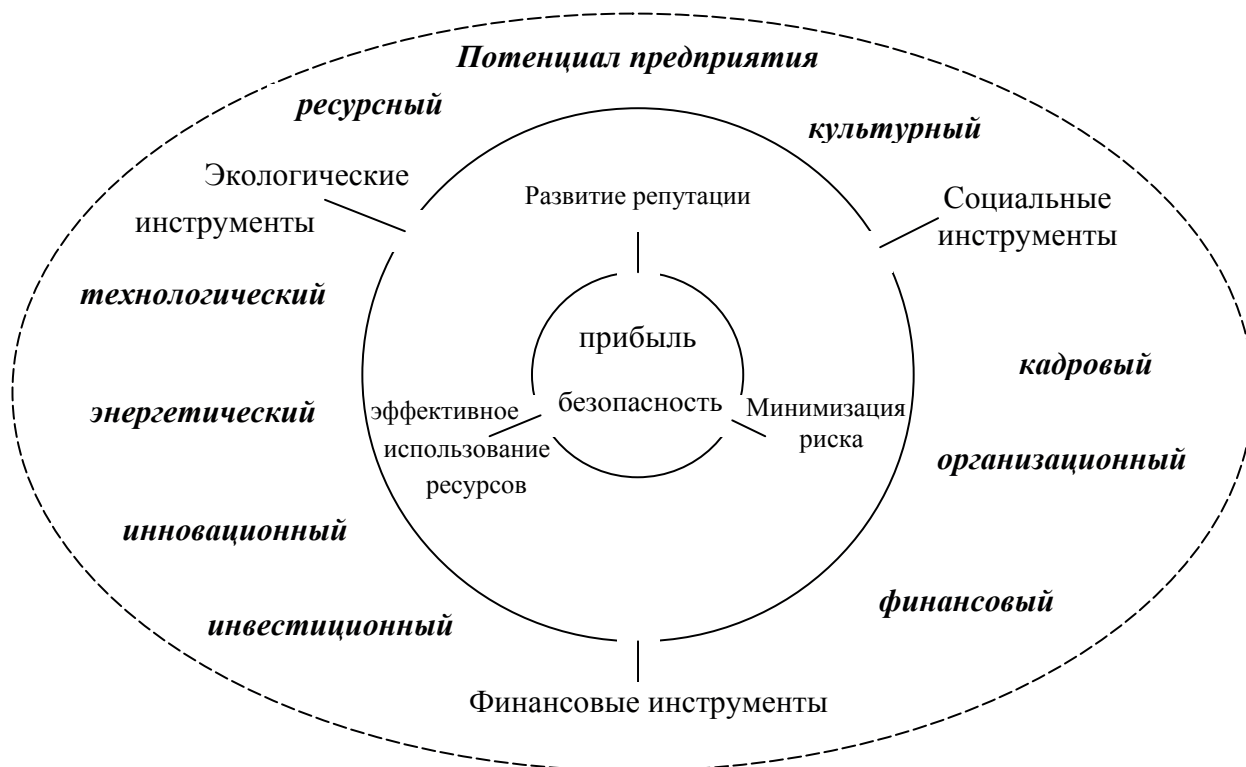 Потенциал предприятия
ресурсный
культурный
Экологические
инструменты
Развитие репутации
Социальные
инструменты
технологический
прибыль
кадровый
безопасность
энергетический
эффективное
использование
ресурсов
Минимизация
риска
организационный
инновационный
финансовый
инвестиционный
Финансовые инструменты